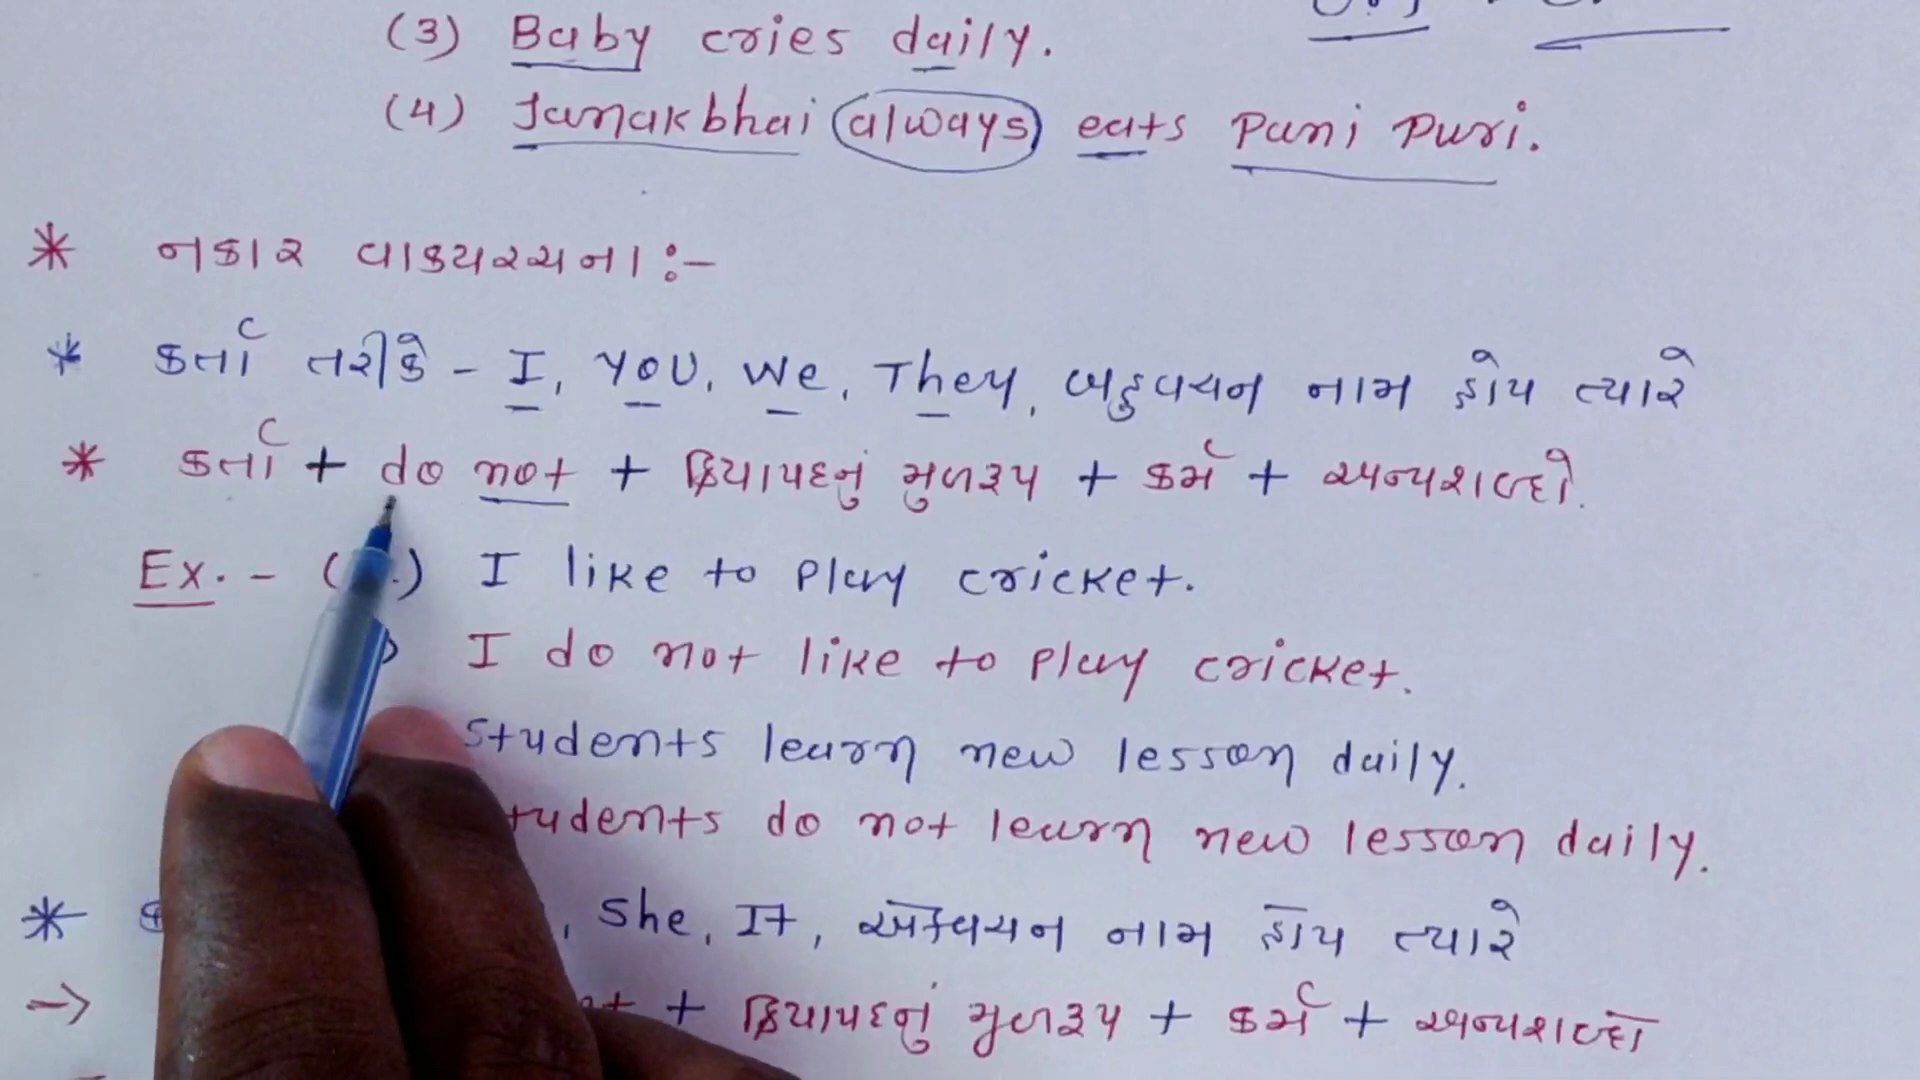 (3) Baby cries daily.
(4) Janakbhai always eats Pani Puri.
* નકાર વાકયરચના :-
* કર્તા તરીકે - I, you, we, They, બહુવચન નામ હોય ત્યારે
* કર્તા + do not + ક્રિયાપદનું મુળરૂપ + કર્મ + અન્યશબ્દો.
Ex. - ( .) I like to play cricket.
I do not like to play cricket.
students learn new lesson daily.
tudents do not learn new lesson daily.
* , she, It, એકવચન નામ હોય ત્યારે
→ + ક્રિયાપદનું મુળરૂપ + કર્મ + અન્યશબ્દો